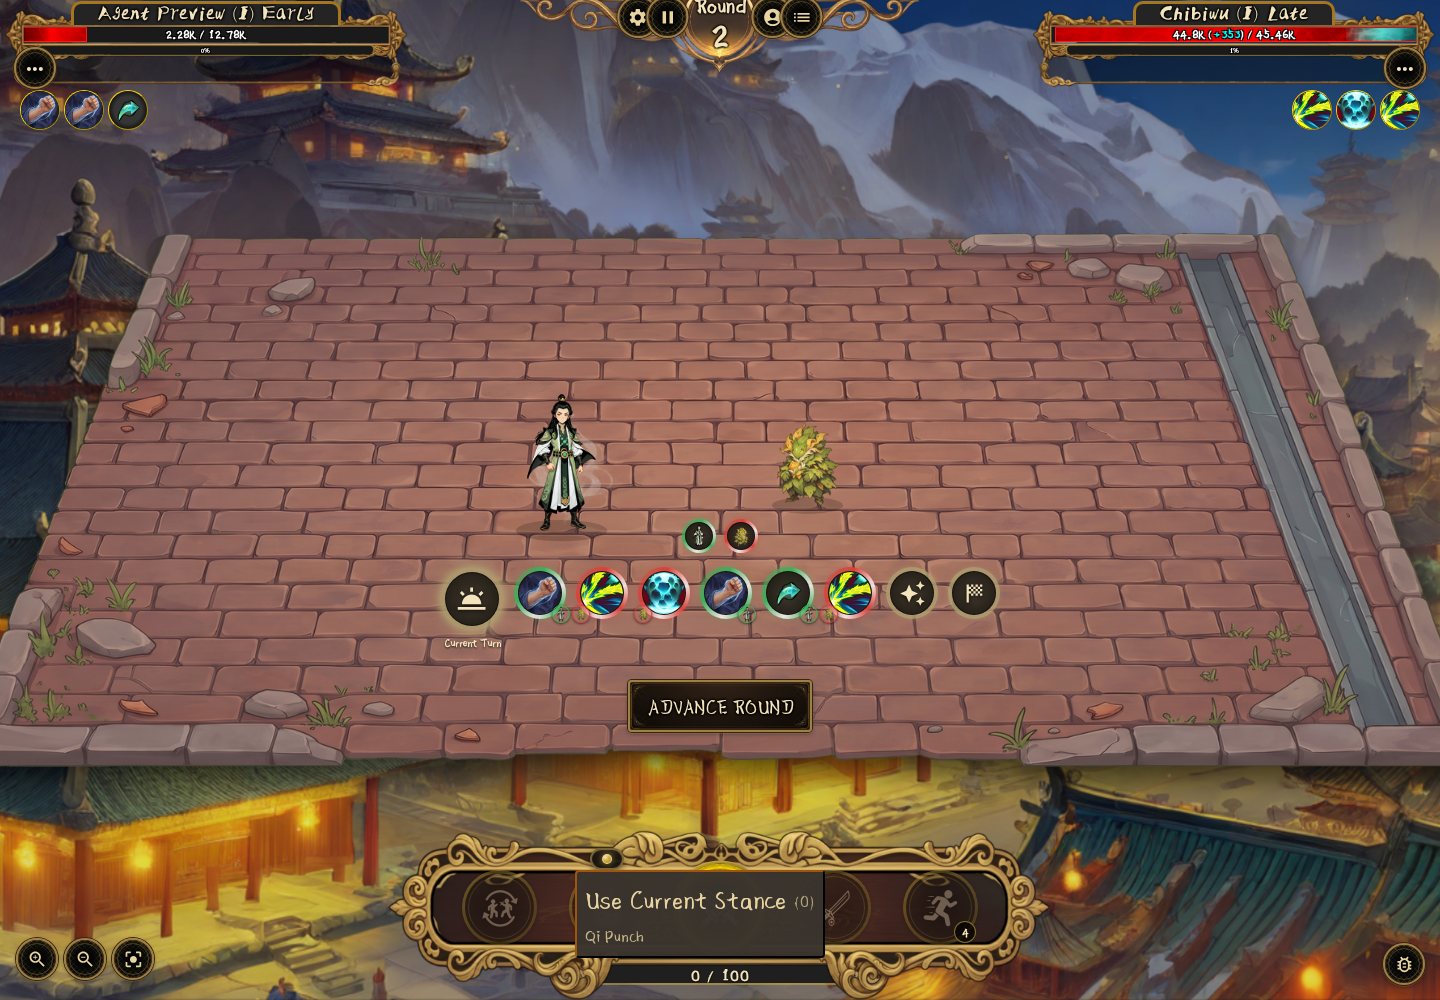 Agent Preview (I) Early
2.28K / 12.78K
0%
Round
2
Chibiwu (I) Late
44.8K (+353) / 45.46K
1%
Current Turn
ADVANCE ROUND
Use Current Stance (0)
Qi Punch
4
0 / 100